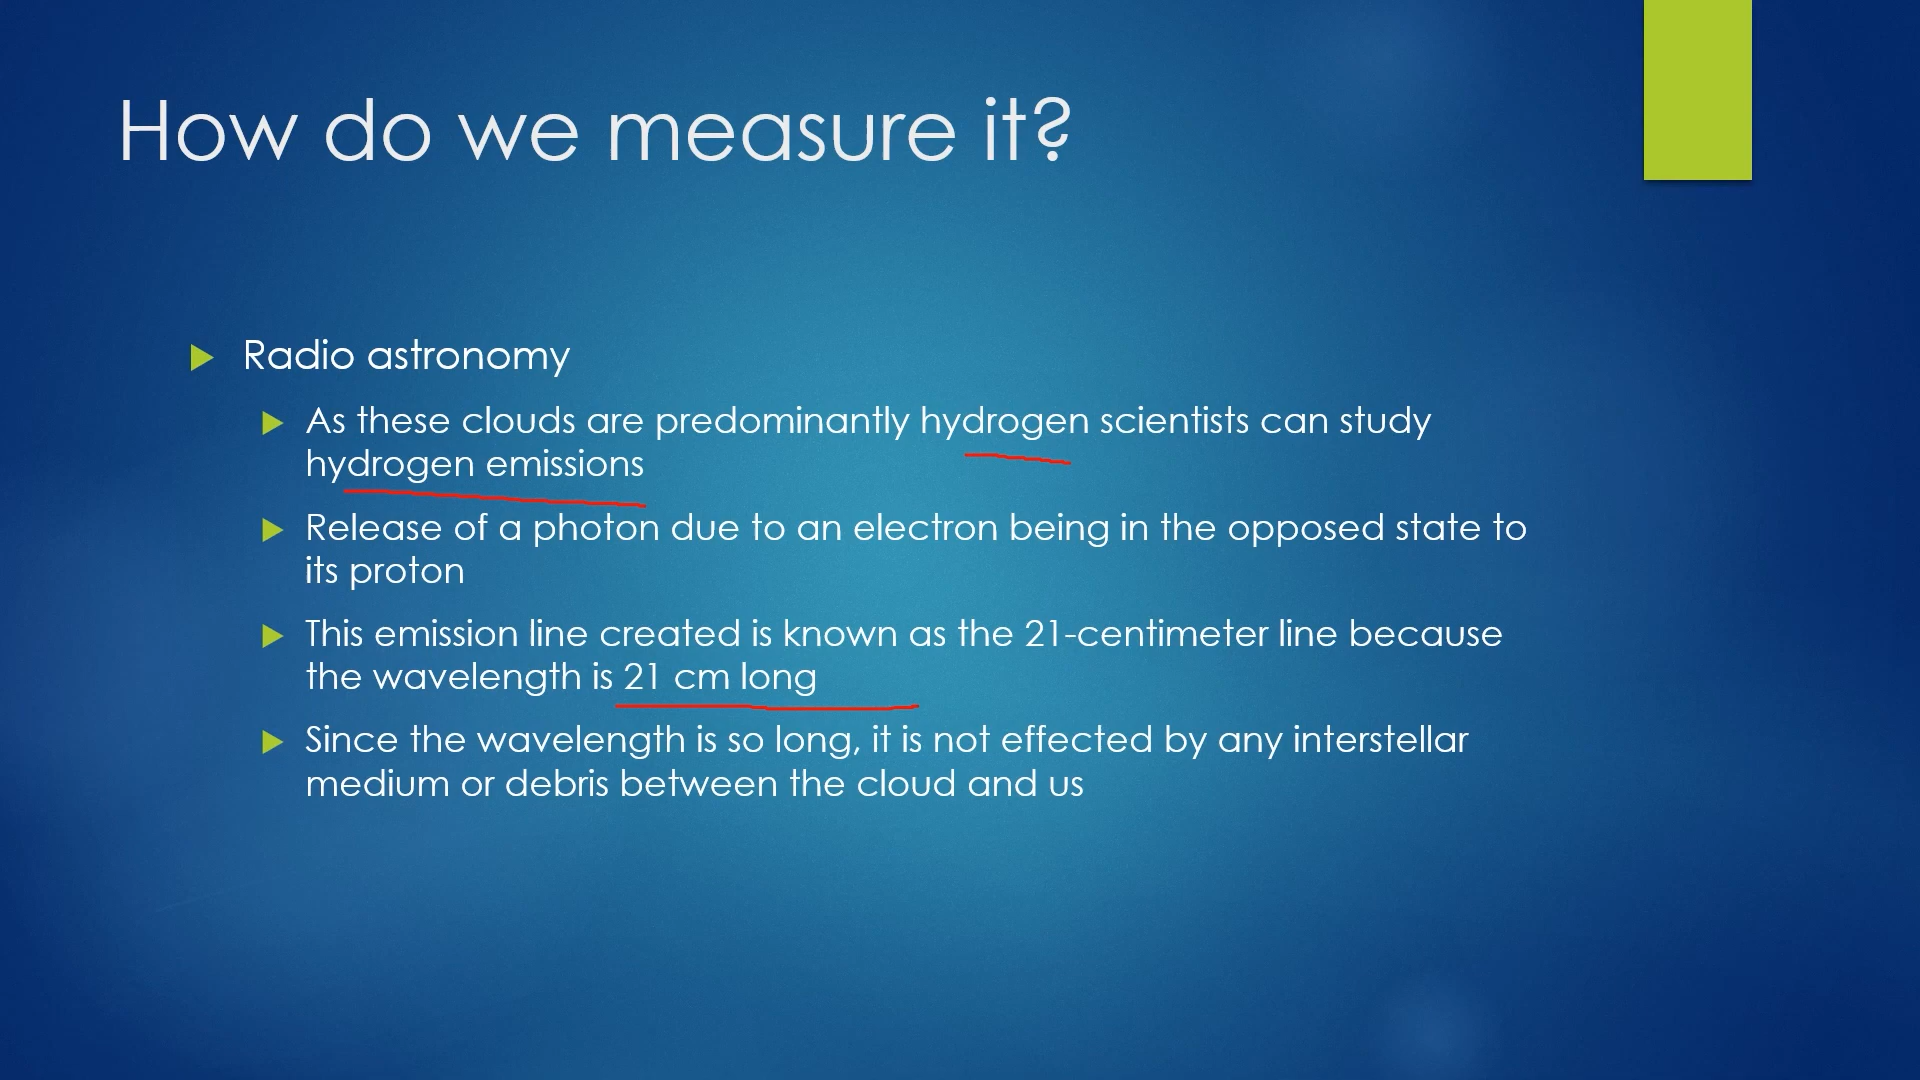 How do we measure it?
Radio astronomy
As these clouds are predominantly hydrogen scientists can study
hydrogen emissions
Release of a photon due to an electron being in the opposed state to
its proton
This emission line created is known as the 21-centimeter line because
the wavelength is 21 cm long
Since the wavelength is so long, it is not effected by any interstellar
medium or debris between the cloud and us